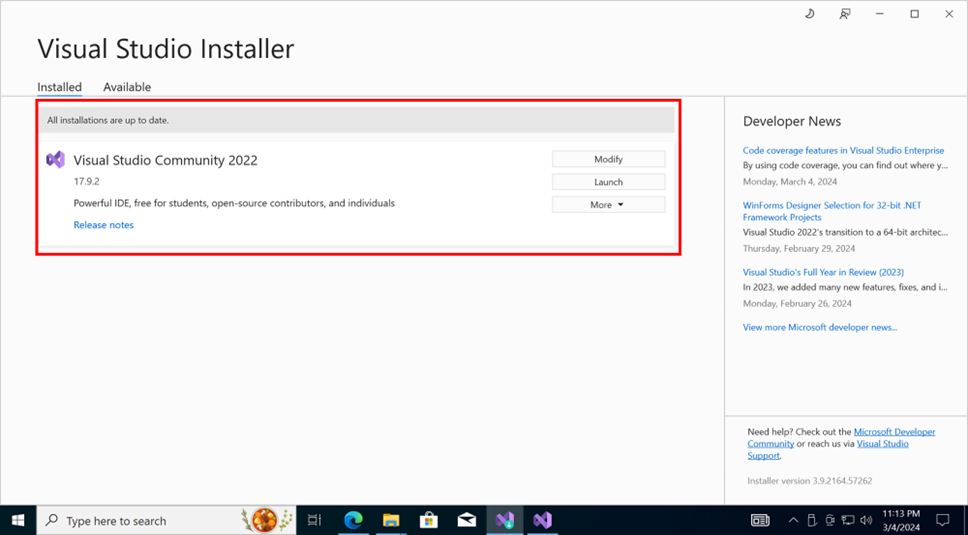 Visual Studio Installer
Installed
Available
All installations are up to date.
Visual Studio Community 2022
17.9.2
Powerful IDE, free for students, open-source contributors, and individuals
Release notes
Modify
Launch
More
Developer News
Code coverage features in Visual Studio Enterprise
By using code coverage, you can find out where y...
Monday, March 4, 2024
WinForms Designer Selection for 32-bit .NET
Framework Projects
Visual Studio 2022's transition to a 64-bit architec...
Thursday, February 29, 2024
Visual Studio's Full Year in Review (2023)
In 2023, we added many new features, fixes, and i...
Monday, February 26, 2024
View more Microsoft developer news...
Need help? Check out the Microsoft Developer
Community or reach us via Visual Studio
Support.
Installer version 3.9.2164.57262
Type here to search
11:13 PM
3/4/2024